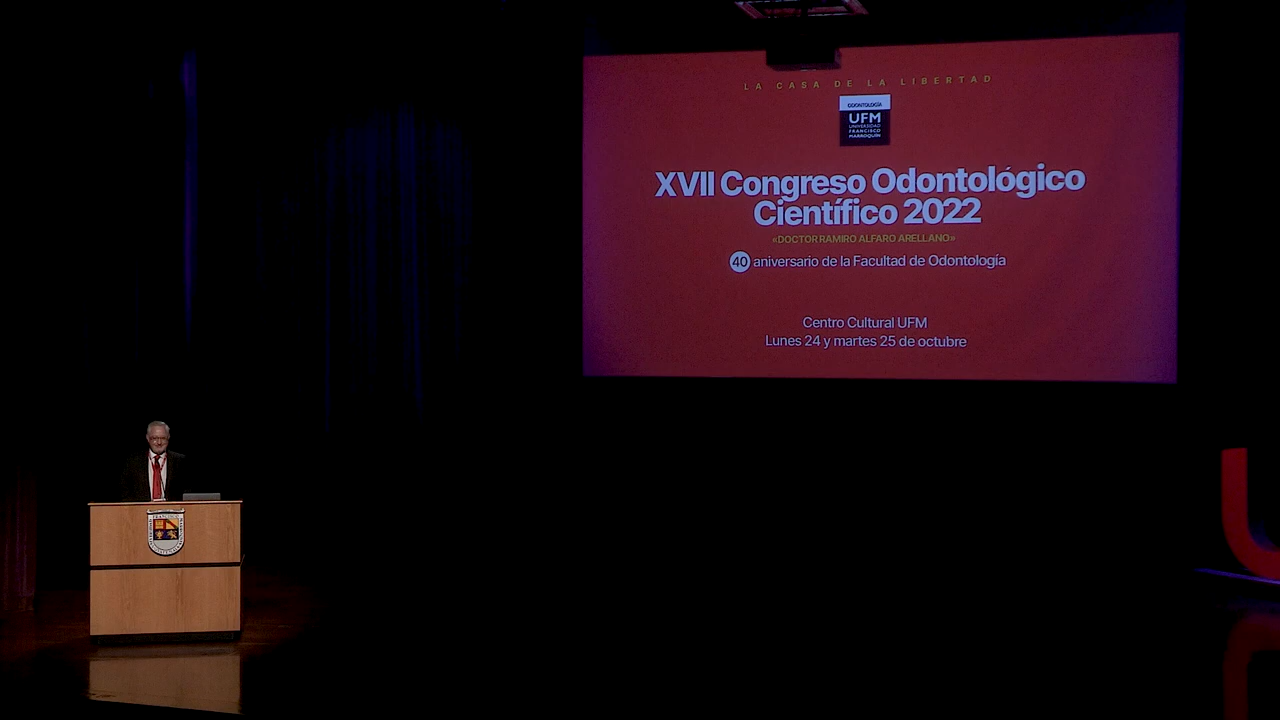 LA CASA DE LA LIBERTAD
ODONTOLOGÍA
UFM
UNIVERSIDAD
FRANCISCO
MARROQUÍN
XVII Congreso Odontológico
Científico 2022
«DOCTOR RAMIRO ALFARO ARELLANO»
40 aniversario de la Facultad de Odontología
Centro Cultural UFM
Lunes 24 y martes 25 de octubre
FRANCISCO
U